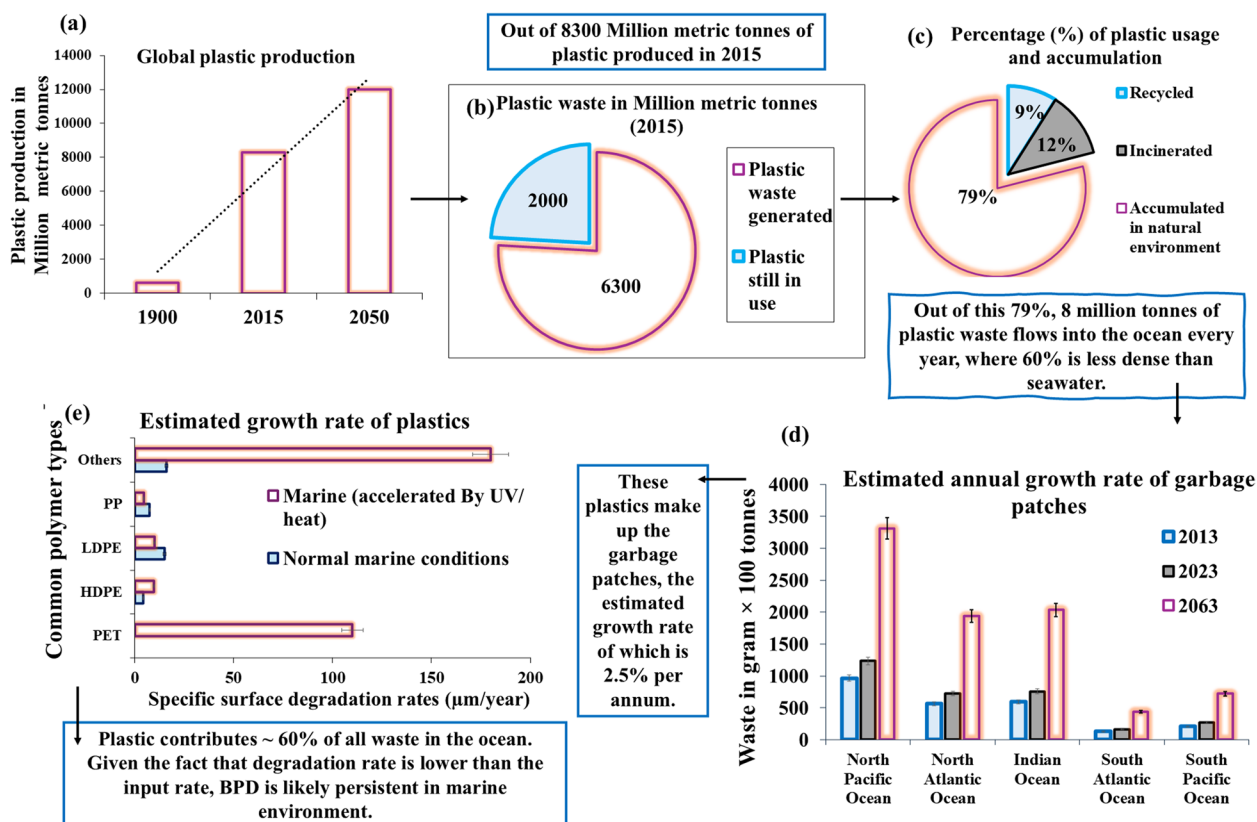 (a)
Global plastic production
Plastic production in
Million metric tonnes
14000
12000
10000
8000
6000
4000
2000
0
1900
2015
2050
Out of 8300 Million metric tonnes of
plastic produced in 2015
(b)
Plastic waste in Million metric tonnes
(2015)
2000
6300
Plastic
waste
generated
Plastic
still in
use
(c)
Percentage (%) of plastic usage
and accumulation
9%
12%
79%
Recycled
Incinerated
Accumulated
in natural
environment
Out of this 79%, 8 million tonnes of
plastic waste flows into the ocean every
year, where 60% is less dense than
seawater.
(d)
Estimated annual growth rate of garbage
patches
Waste in gram × 100 tonnes
4000
3500
3000
2500
2000
1500
1000
500
0
2013
2023
2063
North
Pacific
Ocean
North
Atlantic
Ocean
Indian
Ocean
South
Atlantic
Ocean
South
Pacific
Ocean
These
plastics make
up the
garbage
patches, the
estimated
growth rate
of which is
2.5% per
annum.
(e)
Estimated growth rate of plastics
Common polymer types
Others
PP
LDPE
HDPE
PET
Marine (accelerated By UV/
heat)
Normal marine conditions
0
50
100
150
200
Specific surface degradation rates (μm/year)
Plastic contributes ~ 60% of all waste in the ocean.
Given the fact that degradation rate is lower than the
input rate, BPD is likely persistent in marine
environment.